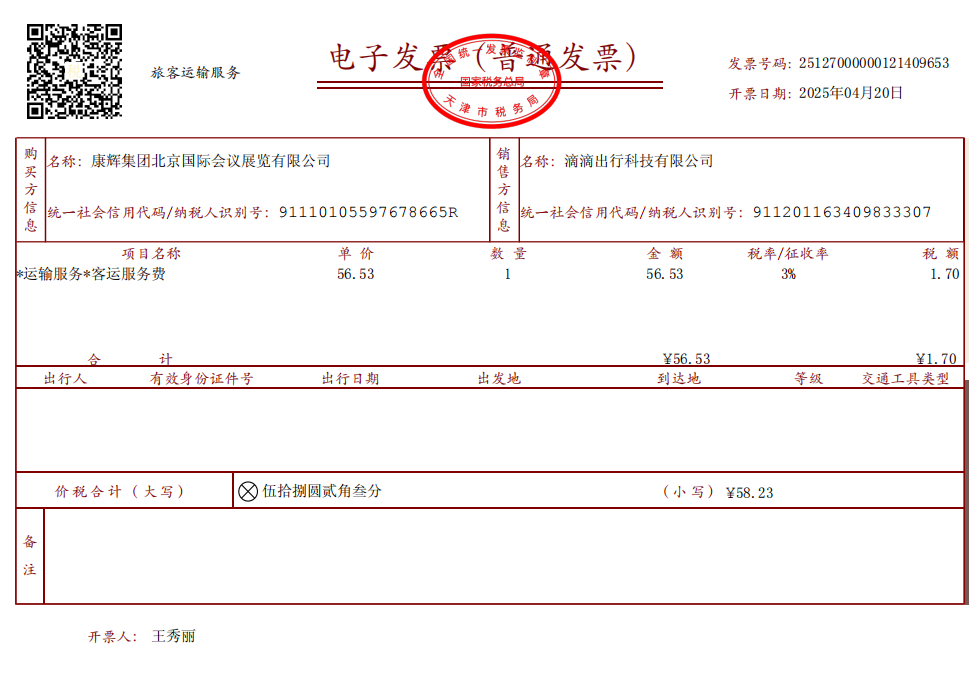 电子发票（普通发票）
旅客运输服务
全国统一发票监制章
国家税务总局
天津市税务局
发票号码: 25127000000121409653
开票日期: 2025年04月20日
购买方信息
名称: 康辉集团北京国际会议展览有限公司
统一社会信用代码/纳税人识别号: 91110105597678665R
销售方信息
名称: 滴滴出行科技有限公司
统一社会信用代码/纳税人识别号: 911201163409833307
项目名称 单 价 数 量 金 额 税率/征收率 税 额
*运输服务*客运服务费 56.53 1 56.53 3% 1.70
合 计 ¥56.53 ¥1.70
出行人 有效身份证件号 出行日期 出发地 到达地 等级 交通工具类型
价税合计（大写） 伍拾捌圆贰角叁分 （小写）¥58.23
备注
开票人: 王秀丽